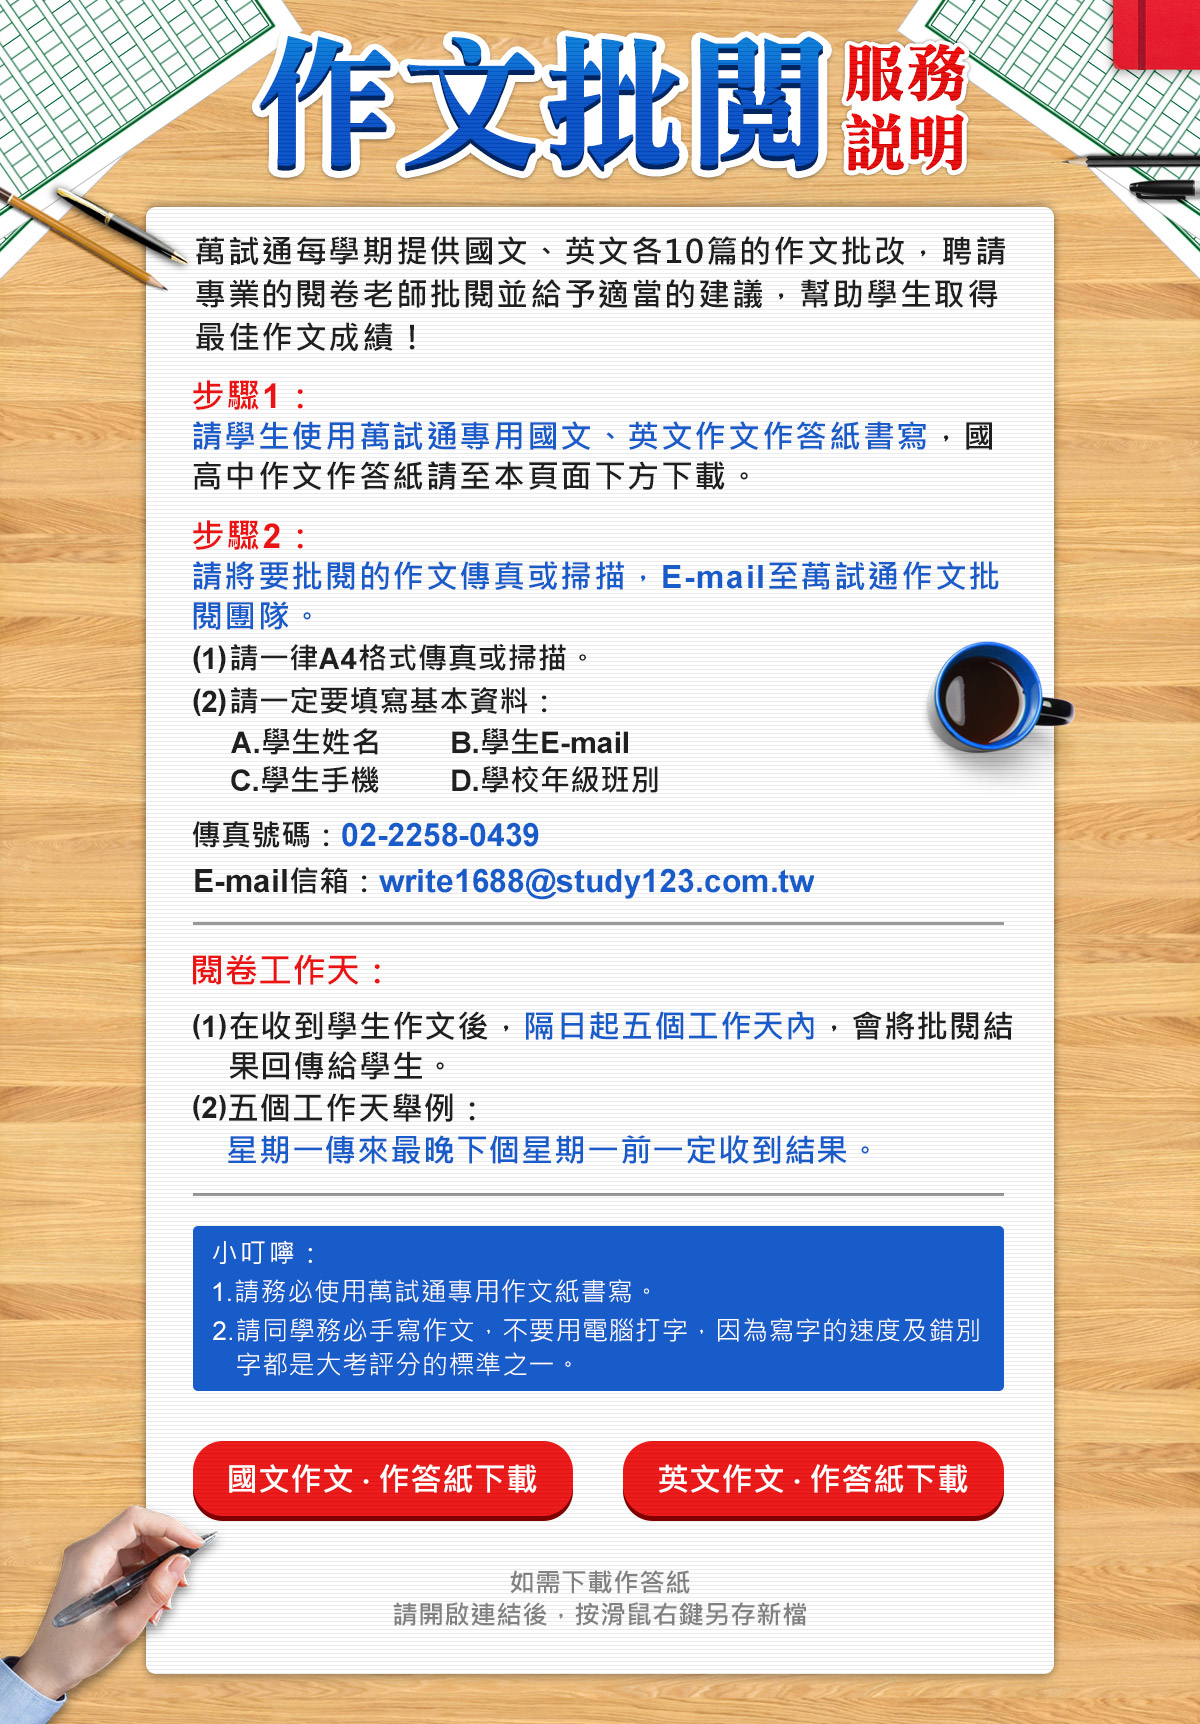 作文批閱 服務說明
萬試通每學期提供國文、英文各10篇的作文批改，聘請
專業的閱卷老師批閱並給予適當的建議，幫助學生取得
最佳作文成績！
步驟1：
請學生使用萬試通專用國文、英文作文作答紙書寫，國
高中作文作答紙請至本頁面下方下載。
步驟2：
請將要批閱的作文傳真或掃描，E-mail至萬試通作文批
閱團隊。
(1)請一律A4格式傳真或掃描。
(2)請一定要填寫基本資料：
A.學生姓名 B.學生E-mail
C.學生手機 D.學校年級班別
傳真號碼：02-2258-0439
E-mail信箱：write1688@study123.com.tw
閱卷工作天：
(1)在收到學生作文後，隔日起五個工作天內，會將批閱結
果回傳給學生。
(2)五個工作天舉例：
星期一傳來最晚下個星期一前一定收到結果。
小叮嚀：
1.請務必使用萬試通專用作文紙書寫。
2.請同學務必手寫作文，不要用電腦打字，因為寫字的速度及錯別
字都是大考評分的標準之一。
國文作文·作答紙下載 英文作文·作答紙下載
如需下載作答紙
請開啟連結後，按滑鼠右鍵另存新檔